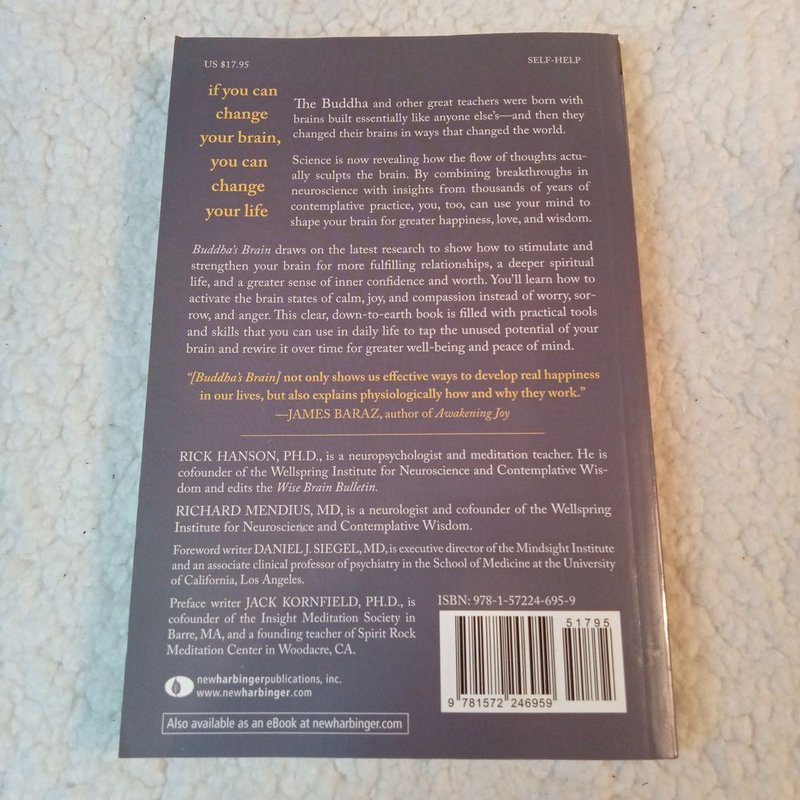 US $17.95
SELF-HELP
if you can
change
your brain,
you can
change
your life
The Buddha and other great teachers were born with
brains built essentially like anyone else's—and then they
changed their brains in ways that changed the world.
Science is now revealing how the flow of thoughts actu-
ally sculpts the brain. By combining breakthroughs in
neuroscience with insights from thousands of years of
contemplative practice, you, too, can use your mind to
shape your brain for greater happiness, love, and wisdom.
Buddha's Brain draws on the latest research to show how to stimulate and
strengthen your brain for more fulfilling relationships, a deeper spiritual
life, and a greater sense of inner confidence and worth. You'll learn how to
activate the brain states of calm, joy, and compassion instead of worry, sor-
row, and anger. This clear, down-to-earth book is filled with practical tools
and skills that you can use in daily life to tap the unused potential of your
brain and rewire it over time for greater well-being and peace of mind.
"[Buddha's Brain] not only shows us effective ways to develop real happiness
in our lives, but also explains physiologically how and why they work."
—JAMES BARAZ, author of Awakening Joy
RICK HANSON, PH.D., is a neuropsychologist and meditation teacher. He is
cofounder of the Wellspring Institute for Neuroscience and Contemplative Wis-
dom and edits the Wise Brain Bulletin.
RICHARD MENDIUS, MD, is a neurologist and cofounder of the Wellspring
Institute for Neuroscience and Contemplative Wisdom.
Foreword writer DANIEL J. SIEGEL, MD, is executive director of the Mindsight Institute
and an associate clinical professor of psychiatry in the School of Medicine at the University
of California, Los Angeles.
Preface writer JACK KORNFIELD, PH.D., is
cofounder of the Insight Meditation Society in
Barre, MA, and a founding teacher of Spirit Rock
Meditation Center in Woodacre, CA.
newharbingerpublications, inc.
www.newharbinger.com
Also available as an eBook at newharbinger.com
ISBN: 978-1-57224-695-9
51795
9 781572 246959